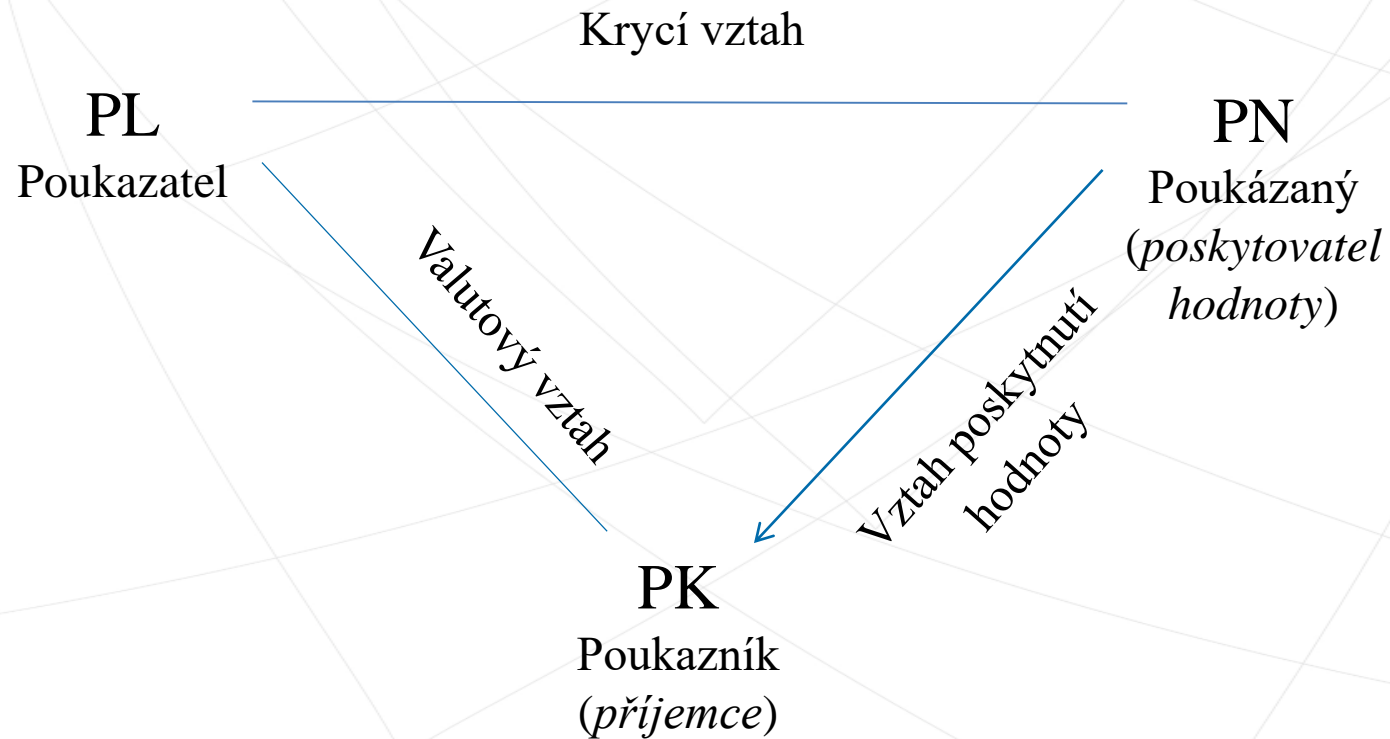 Krycí vztah
PL
Poukazatel
PN
Poukázaný
(poskytovatel
hodnoty)
Valutový vztah
Vztah poskytnutí
hodnoty
PK
Poukazník
(příjemce)